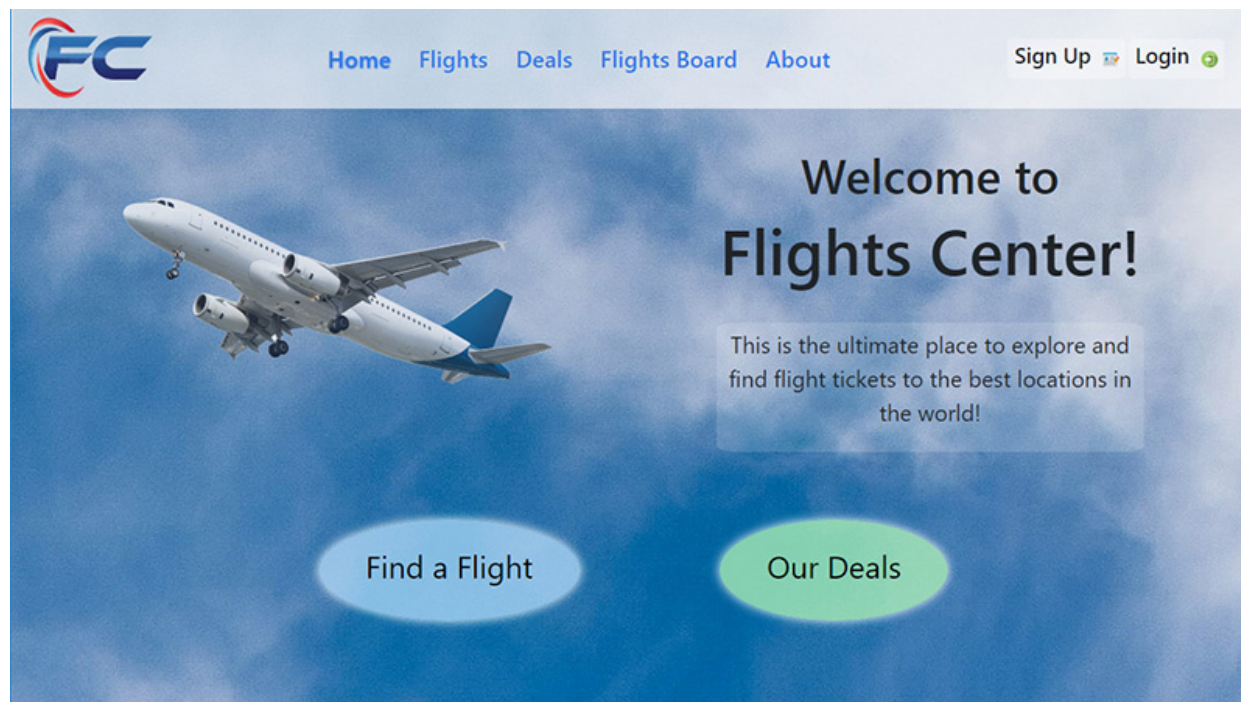 FC
Home Flights Deals Flights Board About
Sign Up Login
Welcome to
Flights Center!
This is the ultimate place to explore and
find flight tickets to the best locations in
the world!
Find a Flight
Our Deals